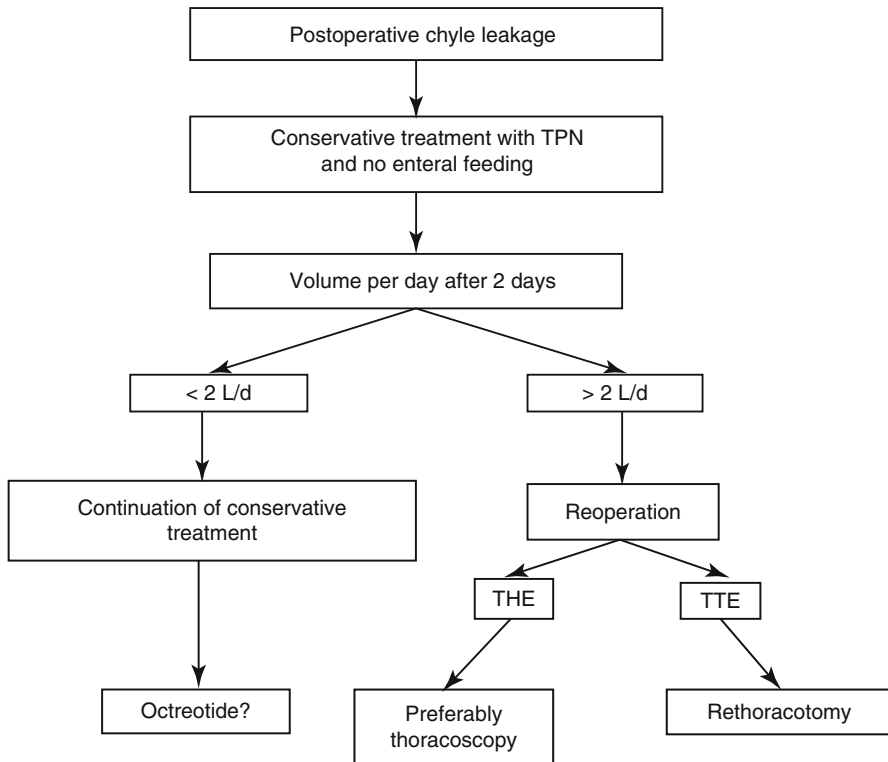 Postoperative chyle leakage
Conservative treatment with TPN
and no enteral feeding
Volume per day after 2 days
< 2 L/d
> 2 L/d
Continuation of conservative
treatment
Reoperation
THE
TTE
Octreotide?
Preferably
thoracoscopy
Rethoracotomy